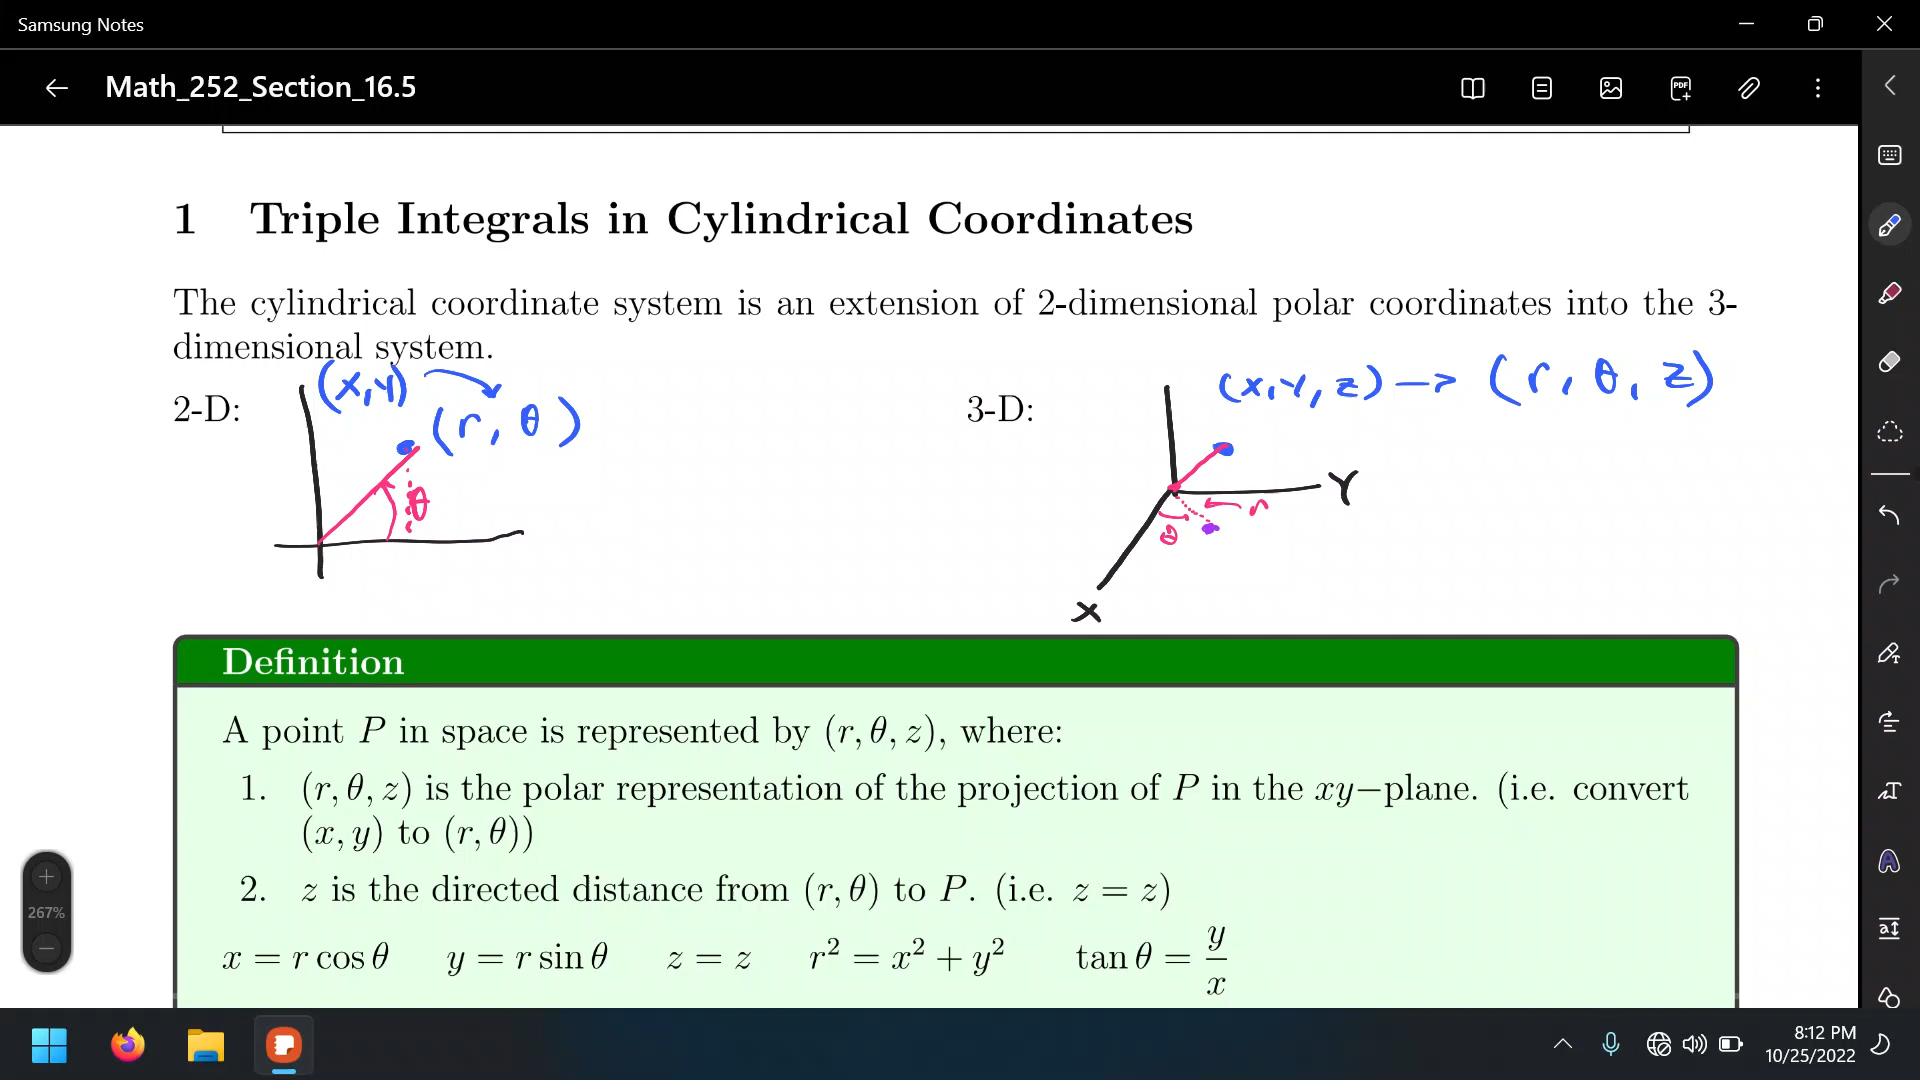 Samsung Notes
Math_252_Section_16.5
PDF
1 Triple Integrals in Cylindrical Coordinates
The cylindrical coordinate system is an extension of 2-dimensional polar coordinates into the 3-
dimensional system.
2-D:
(x,y)
(r, θ)
θ
3-D:
(x,y,z) → (r, θ, z)
Y
r
θ
X
Definition
A point P in space is represented by (r, θ, z), where:
1. (r, θ, z) is the polar representation of the projection of P in the xy−plane. (i.e. convert
(x, y) to (r, θ))
2. z is the directed distance from (r, θ) to P. (i.e. z = z)
x = r cos θ y = r sin θ z = z r² = x² + y² tan θ = y/x
267%
8:12 PM
10/25/2022